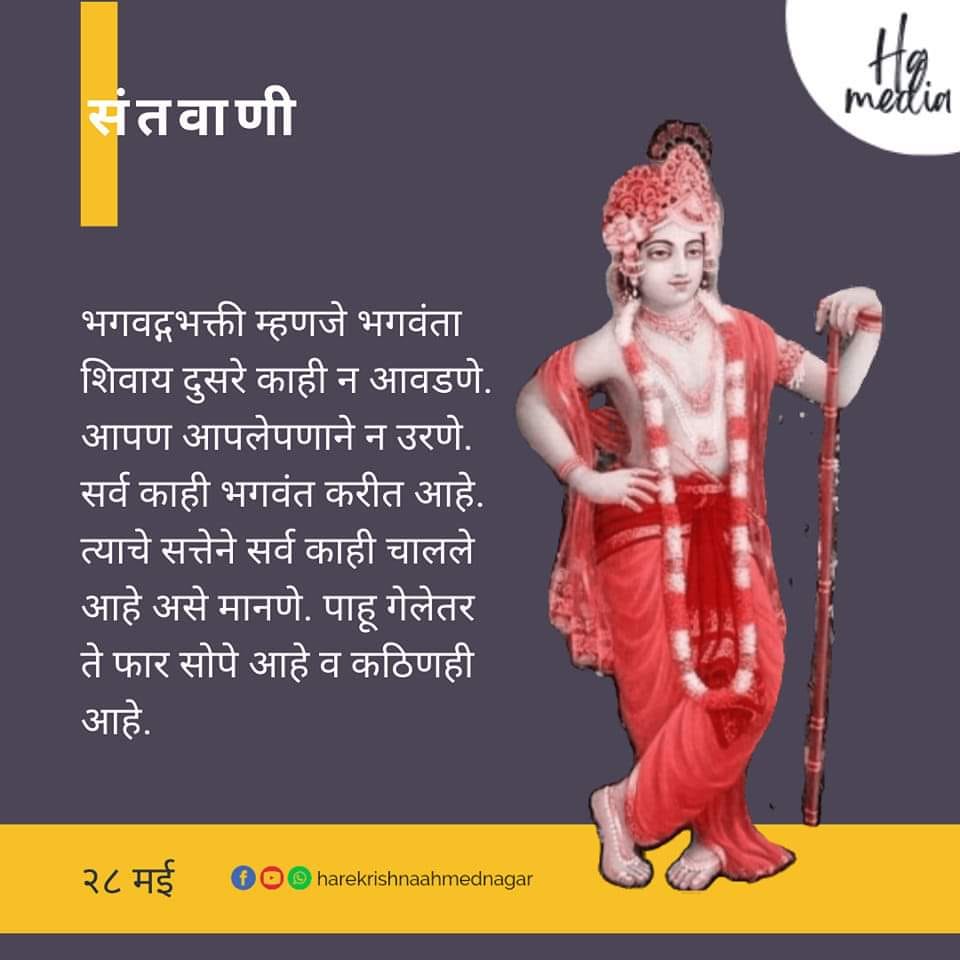 संतवाणी
Hg
media
भगवद्गभक्ती म्हणजे भगवंता
शिवाय दुसरे काही न आवडणे.
आपण आपलेपणाने न उरणे.
सर्व काही भगवंत करीत आहे.
त्याचे सत्तेने सर्व काही चालले
आहे असे मानणे. पाहू गेलेतर
ते फार सोपे आहे व कठिणही
आहे.
२८ मई
harekrishnaahmednagar